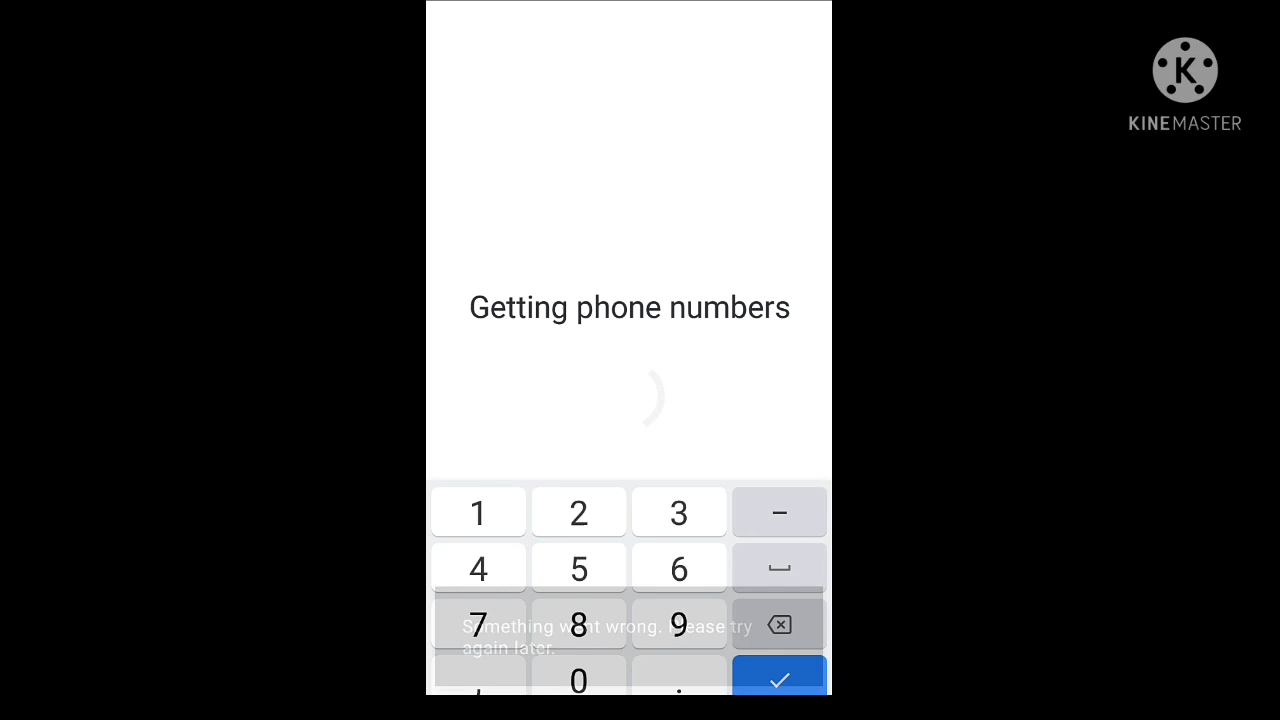 KINEMASTER
Getting phone numbers
1 2 3 –
4 5 6
7 8 9
Something went wrong. Please try
again later.
0 .